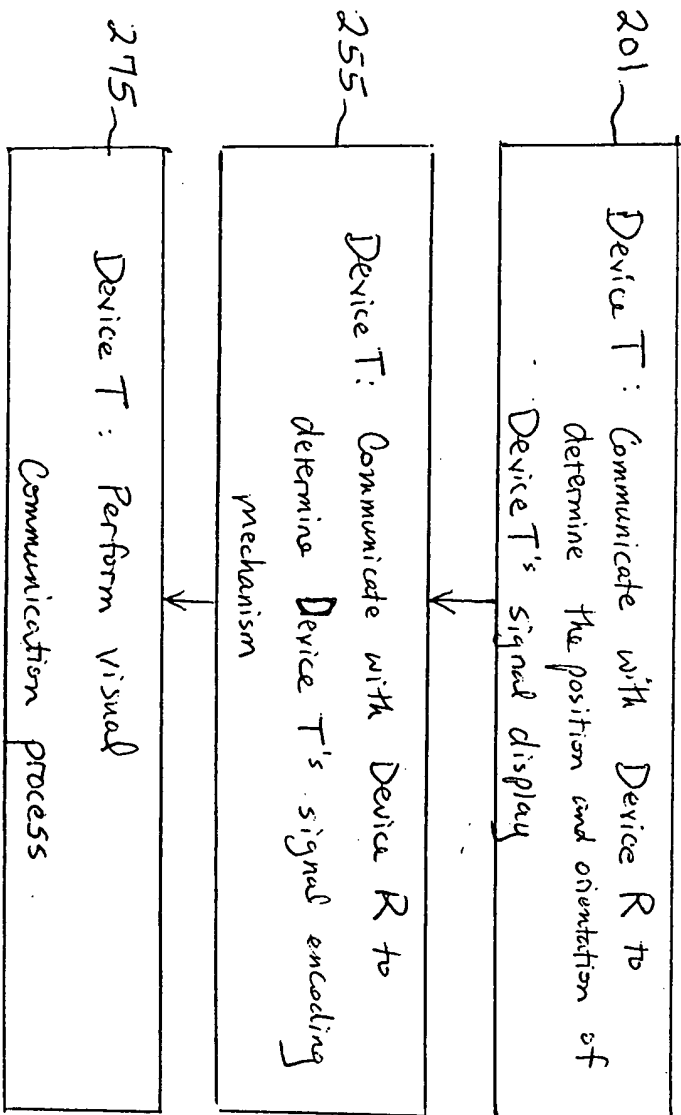 201
Device T: Communicate with Device R to
determine the position and orientation of
Device T's signal display
255
Device T: Communicate with Device R to
determine Device T's signal encoding
mechanism
275
Device T: Perform visual
Communication process